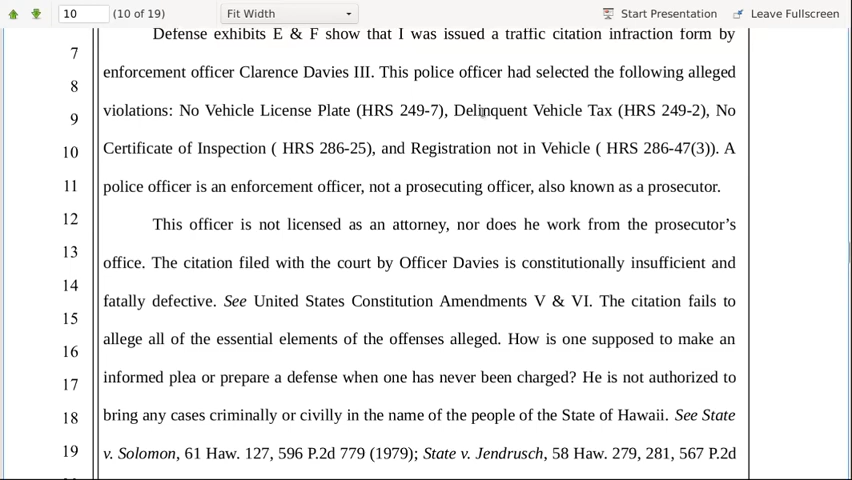 10 (10 of 19) Fit Width Start Presentation Leave Fullscreen
Defense exhibits E & F show that I was issued a traffic citation infraction form by
7
enforcement officer Clarence Davies III. This police officer had selected the following alleged
8
violations: No Vehicle License Plate (HRS 249-7), Delinquent Vehicle Tax (HRS 249-2), No
9
Certificate of Inspection ( HRS 286-25), and Registration not in Vehicle ( HRS 286-47(3)). A
10
police officer is an enforcement officer, not a prosecuting officer, also known as a prosecutor.
11
This officer is not licensed as an attorney, nor does he work from the prosecutor's
12
office. The citation filed with the court by Officer Davies is constitutionally insufficient and
13
fatally defective. See United States Constitution Amendments V & VI. The citation fails to
14
allege all of the essential elements of the offenses alleged. How is one supposed to make an
15
16
informed plea or prepare a defense when one has never been charged? He is not authorized to
17
bring any cases criminally or civilly in the name of the people of the State of Hawaii. See State
18
v. Solomon, 61 Haw. 127, 596 P.2d 779 (1979); State v. Jendrusch, 58 Haw. 279, 281, 567 P.2d
19